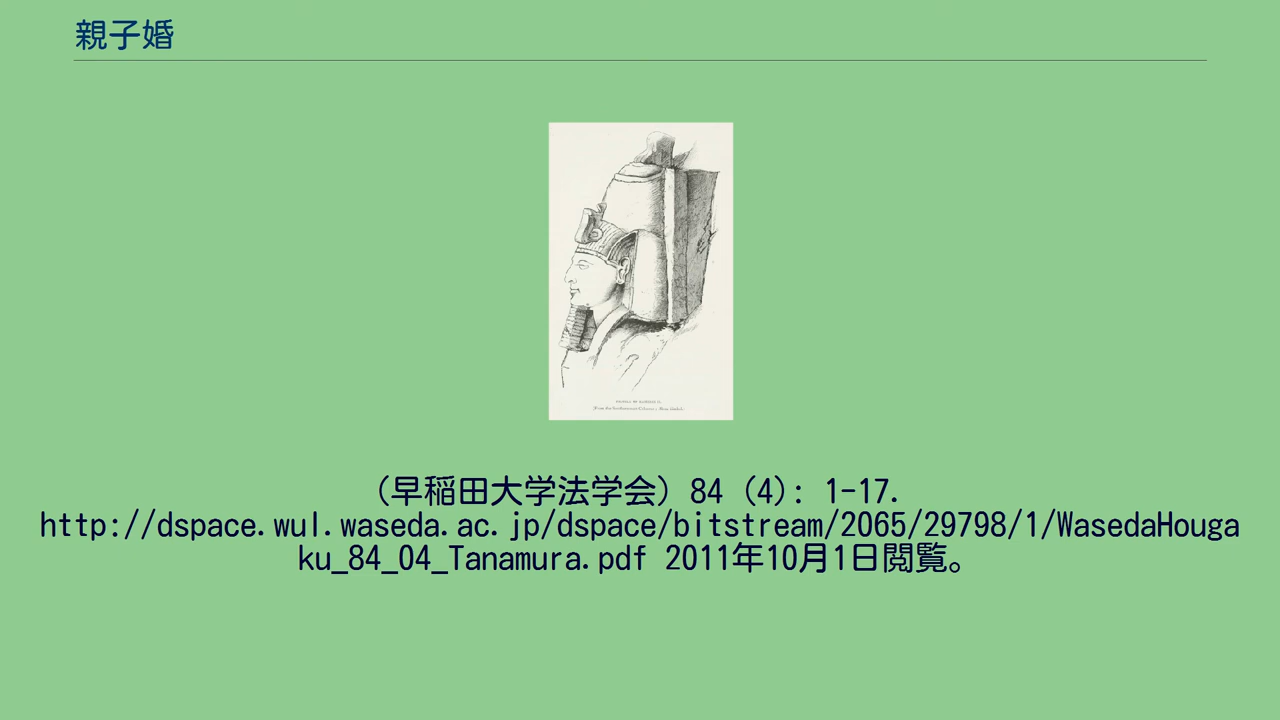 親子婚
(早稲田大学法学会) 84 (4): 1-17.
http://dspace.wul.waseda.ac.jp/dspace/bitstream/2065/29798/1/WasedaHouga
ku_84_04_Tanamura.pdf 2011年10月1日閲覧。